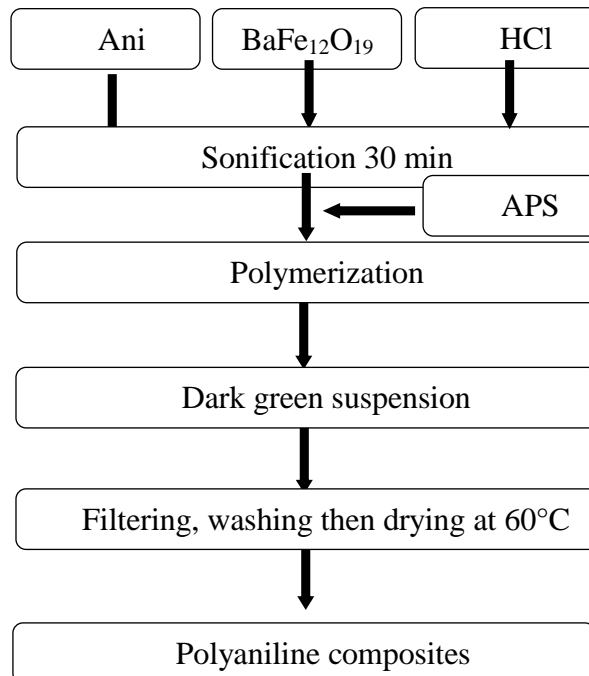 Ani
BaFe₁₂O₁₉
HCl
Sonification 30 min
APS
Polymerization
Dark green suspension
Filtering, washing then drying at 60°C
Polyaniline composites